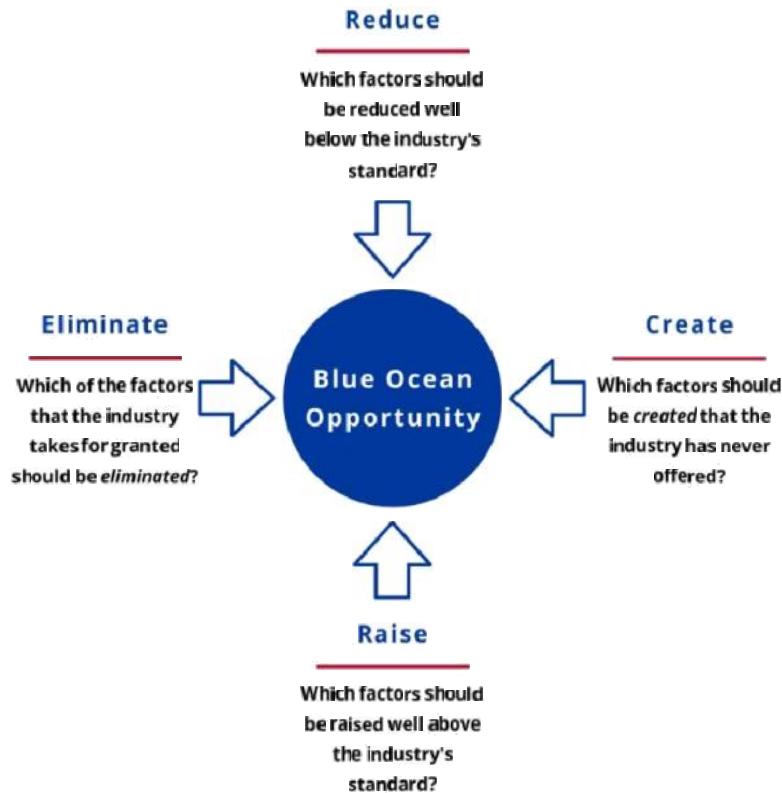 Reduce
Which factors should
be reduced well
below the industry's
standard?
Eliminate
Which of the factors
that the industry
takes for granted
should be eliminated?
Blue Ocean
Opportunity
Create
Which factors should
be created that the
industry has never
offered?
Raise
Which factors should
be raised well above
the industry's
standard?